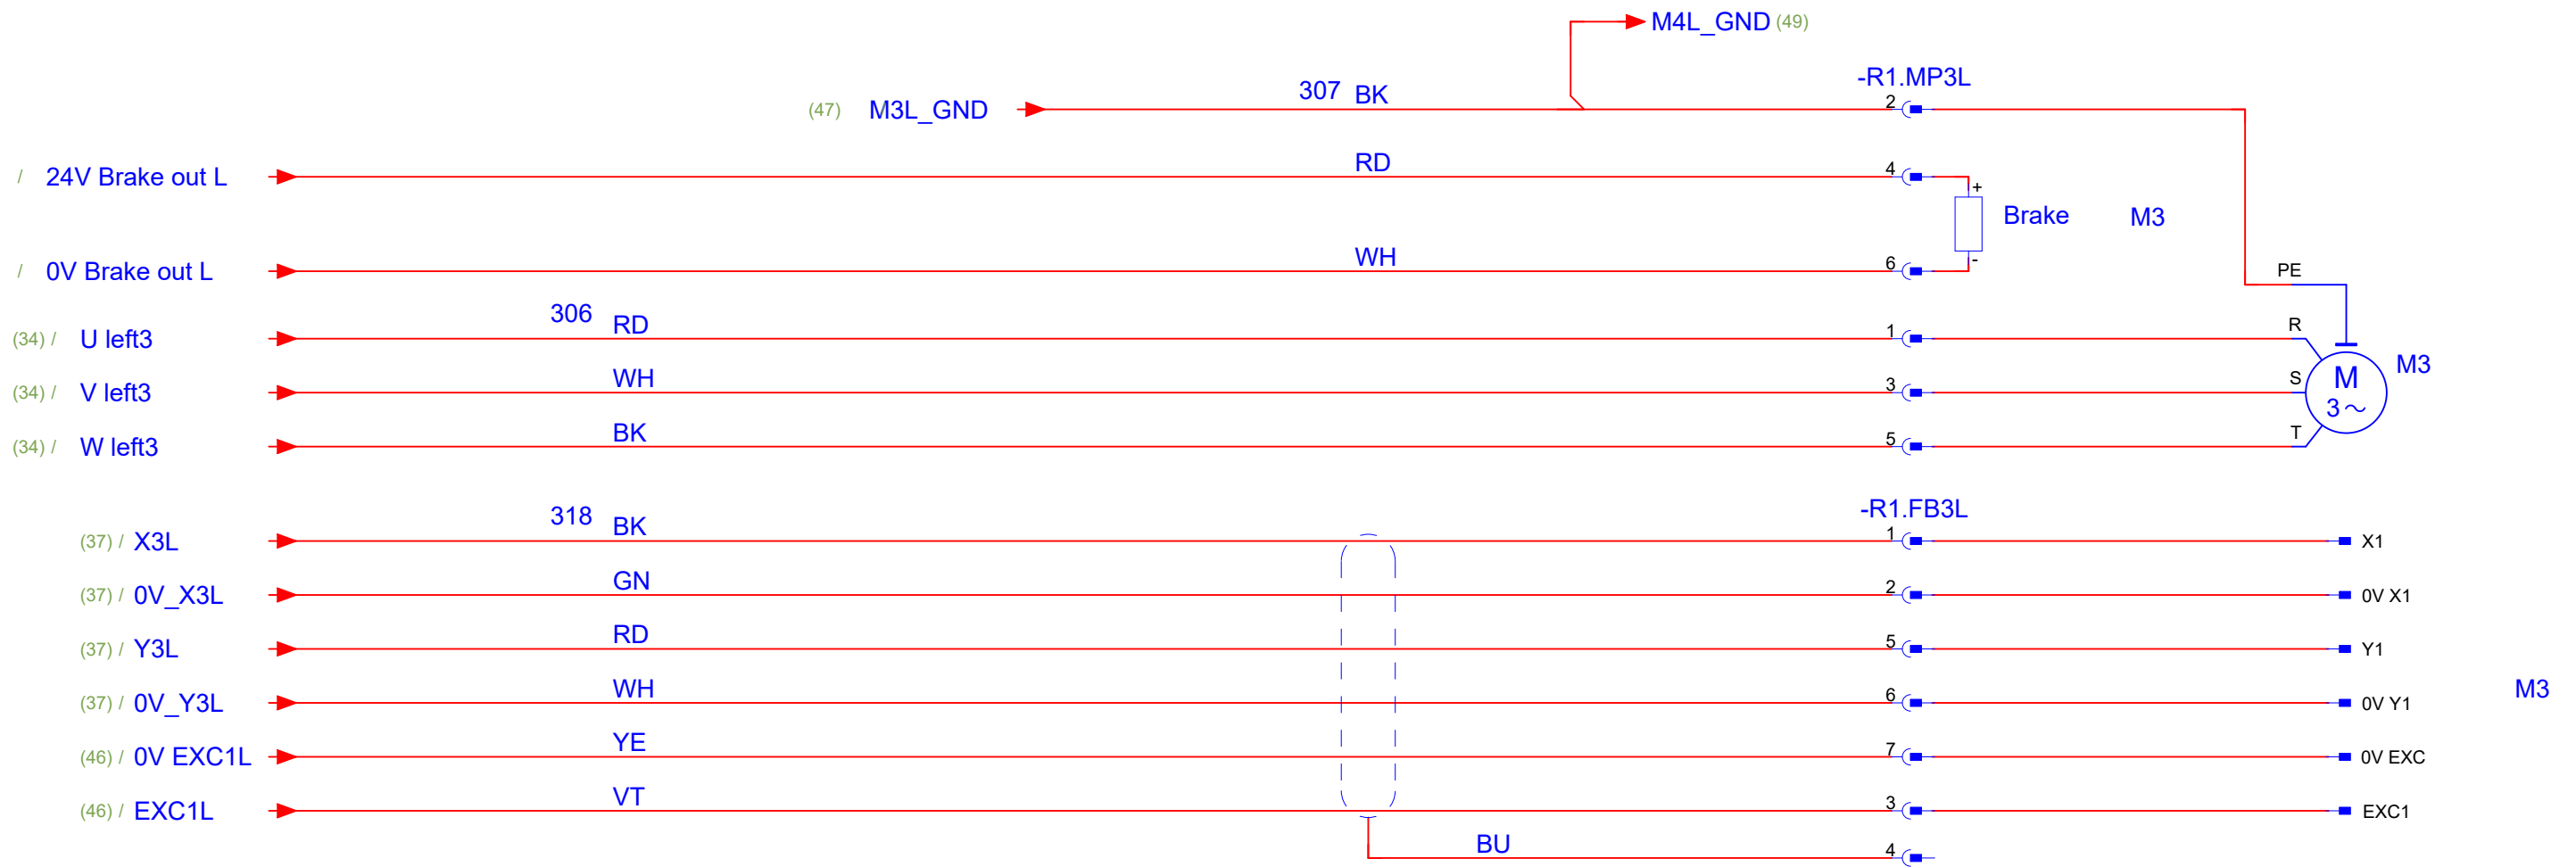 M4L_GND (49)
-R1.MP3L
(47) M3L_GND 307 BK 2
/ 24V Brake out L RD 4
+
Brake M3
/ 0V Brake out L WH 6 -
PE
(34) / U left3 306 RD 1 R
M3
(34) / V left3 WH 3 S M
3~
(34) / W left3 BK 5 T
-R1.FB3L
(37) / X3L 318 BK 1 X1
(37) / 0V_X3L GN 2 0V X1
(37) / Y3L RD 5 Y1
(37) / 0V_Y3L WH 6 0V Y1
M3
(46) / 0V EXC1L YE 7 0V EXC
(46) / EXC1L VT 3 EXC1
BU 4